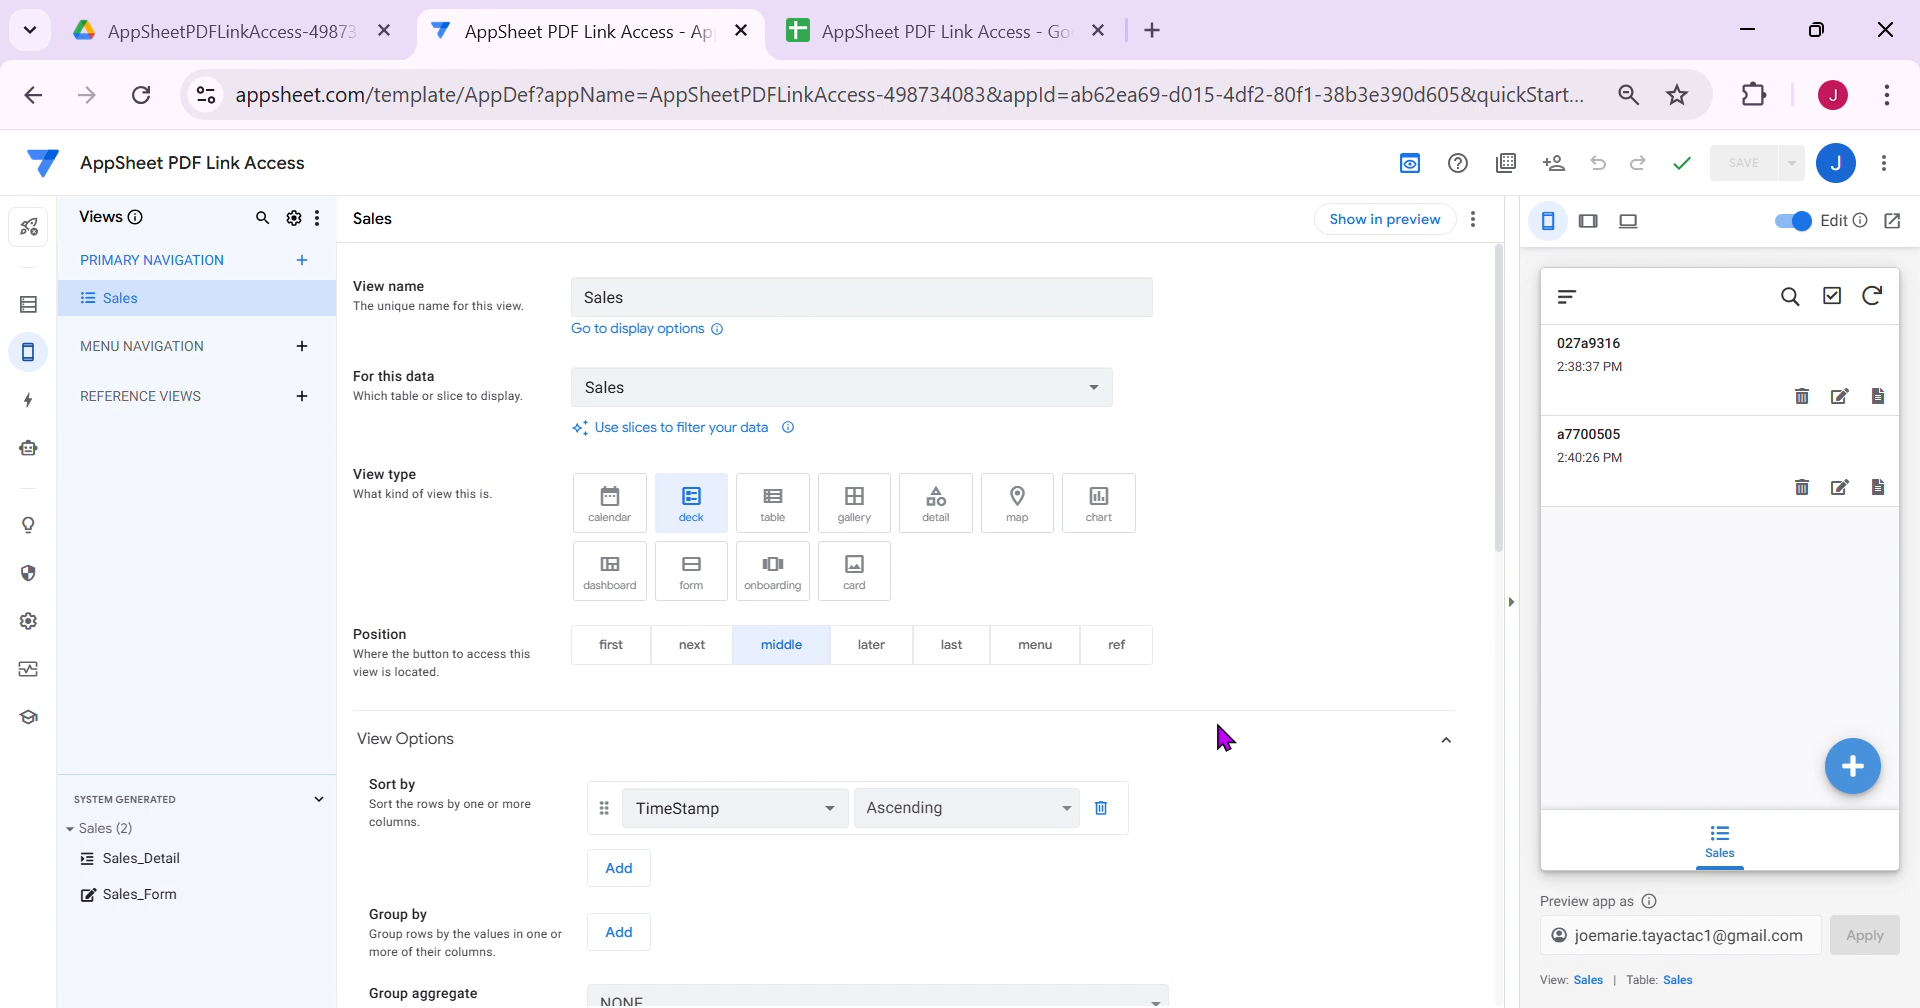 AppSheetPDFLinkAccess-49873
AppSheet PDF Link Access - Ap
AppSheet PDF Link Access - Go
appsheet.com/template/AppDef?appName=AppSheetPDFLinkAccess-498734083&appId=ab62ea69-d015-4df2-80f1-38b3e390d605&quickStart...
J
AppSheet PDF Link Access
SAVE
J
Views
Sales
Show in preview
Edit
PRIMARY NAVIGATION
Sales
MENU NAVIGATION
REFERENCE VIEWS
View name
The unique name for this view.
Sales
Go to display options
For this data
Which table or slice to display.
Sales
Use slices to filter your data
View type
What kind of view this is.
calendar
deck
table
gallery
detail
map
chart
dashboard
form
onboarding
card
Position
Where the button to access this
view is located.
first
next
middle
later
last
menu
ref
View Options
Sort by
Sort the rows by one or more
columns.
TimeStamp
Ascending
Add
Group by
Group rows by the values in one or
more of their columns.
Add
Group aggregate
NONE
SYSTEM GENERATED
Sales (2)
Sales_Detail
Sales_Form
027a9316
2:38:37 PM
a7700505
2:40:26 PM
Sales
Preview app as
joemarie.tayactac1@gmail.com
Apply
View: Sales | Table: Sales